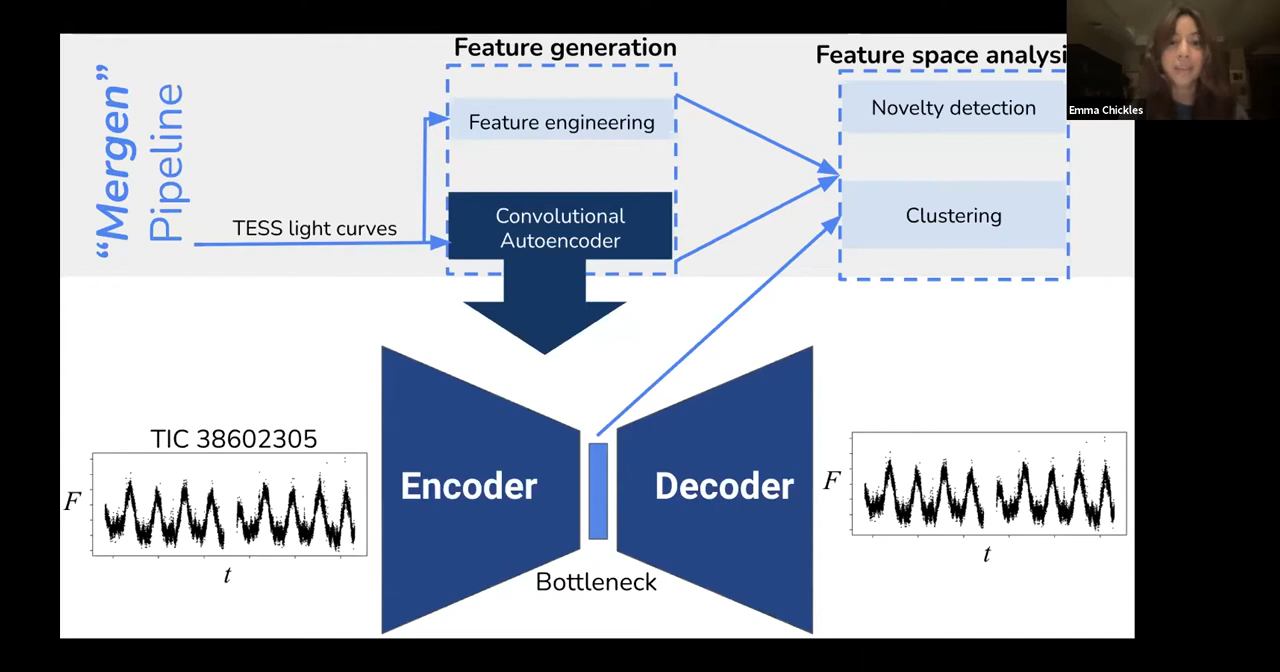 “Mergen”
Pipeline
Feature generation
Feature space analysi
Feature engineering
Novelty detection
Emma Chickles
TESS light curves
Convolutional
Autoencoder
Clustering
TIC 38602305
F
t
Encoder
Decoder
Bottleneck
F
t